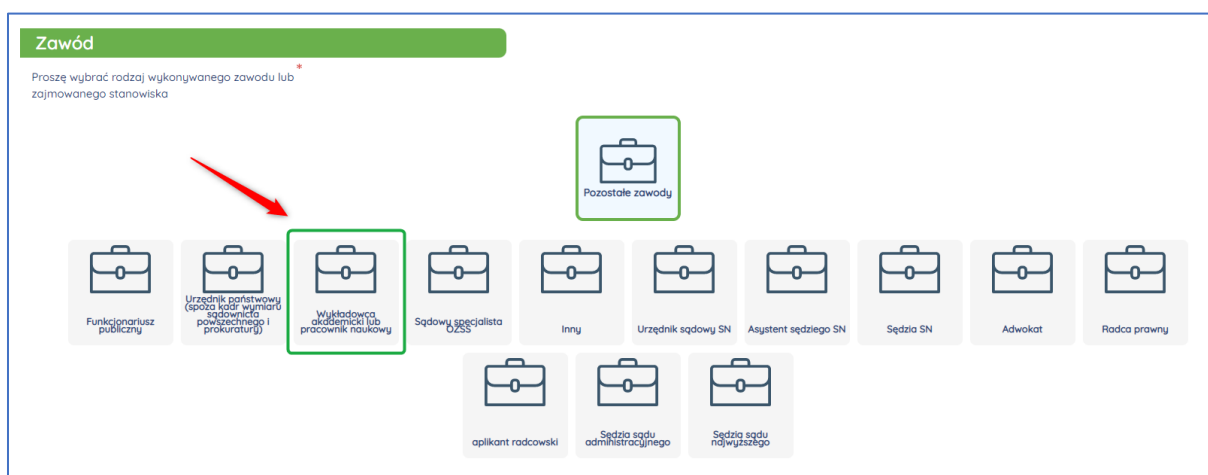 Zawód
Proszę wybrać rodzaj wykonywanego zawodu lub *
zajmowanego stanowiska
Pozostałe zawody
Funkcjonariusz
publiczny
Urzędnik państwowy
(spoza kadr wymiaru
sądownicta
powszechnego i
prokuratury)
Wykładowca
akademicki lub
pracownik naukowy
Sądowy specjalista
OZSS
Inny
Urzędnik sądowy SN
Asystent sędziego SN
Sędzia SN
Adwokat
Radca prawny
aplikant radcowski
Sędzia sądu
administracyjnego
Sędzia sądu
najwyższego